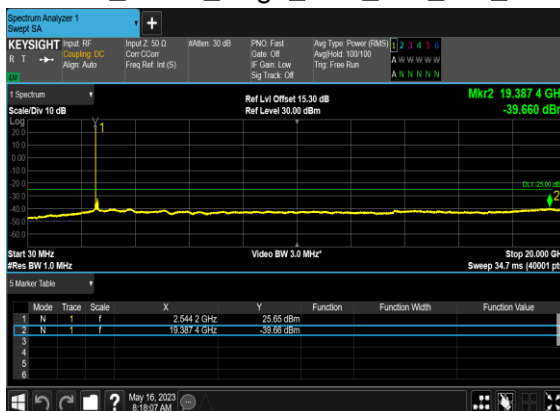 Spectrum Analyzer 1
Swept SA
+
KEYSIGHT Input: RF Input Z: 50 Ω #Atten: 30 dB PNO: Fast Avg Type: Power (RMS) 1 2 3 4 5 6
R T Coupling: DC Corr CCorr Gate: Off Avg|Hold: 100/100 A W W W W W
Align: Auto Freq Ref: Int (S) IF Gain: Low Trig: Free Run A N N N N N
LXI Sig Track: Off
1 Spectrum Ref Lvl Offset 15.30 dB Mkr2 19.387 4 GH
Scale/Div 10 dB Ref Level 30.00 dBm -39.660 dBr
Log
1
20.0
10.0
0.00
-10.0
-20.0
DL1 -25.00 dB
-30.0
2
-40.0
-50.0
-60.0
Start 30 MHz Video BW 3.0 MHz* Stop 20.000 GH
#Res BW 1.0 MHz Sweep 34.7 ms (40001 pt
5 Marker Table
Mode Trace Scale X Y Function Function Width Function Value
1 N 1 f 2.544 2 GHz 25.65 dBm
2 N 1 f 19.387 4 GHz -39.66 dBm
3
4
5
6
? May 16, 2023
8:18:07 AM